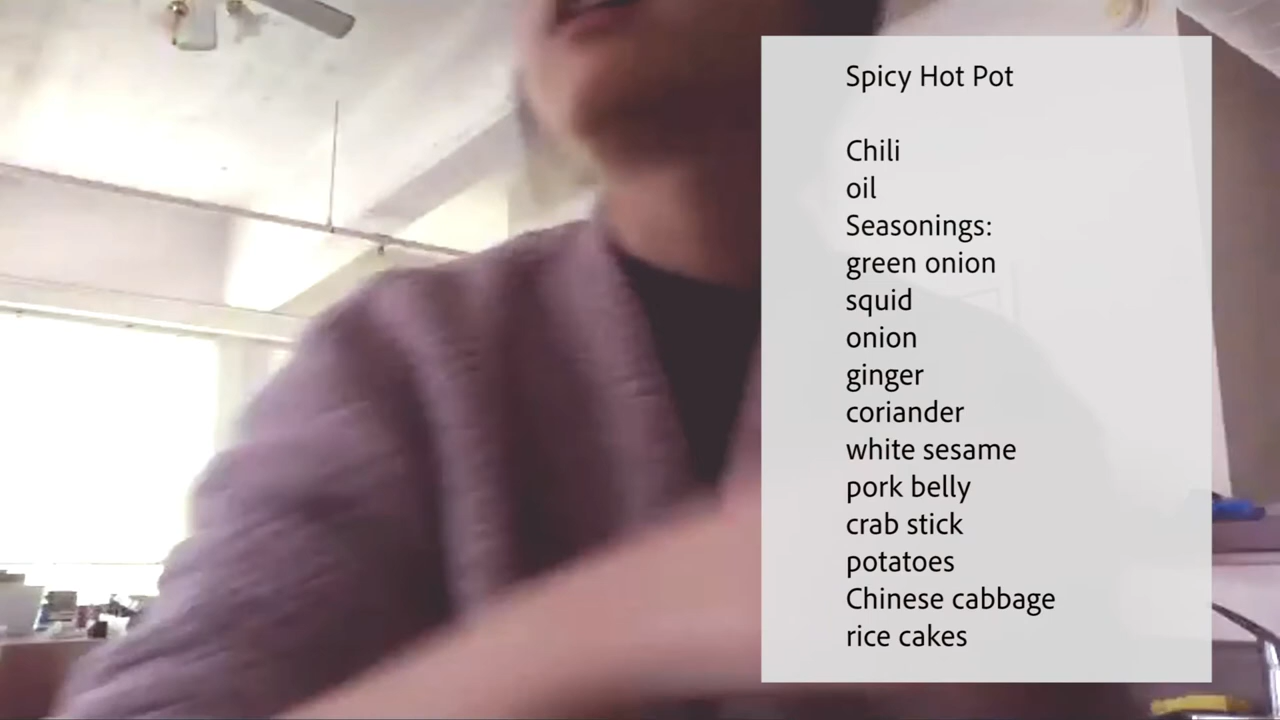 Spicy Hot Pot
Chili
oil
Seasonings:
green onion
squid
onion
ginger
coriander
white sesame
pork belly
crab stick
potatoes
Chinese cabbage
rice cakes